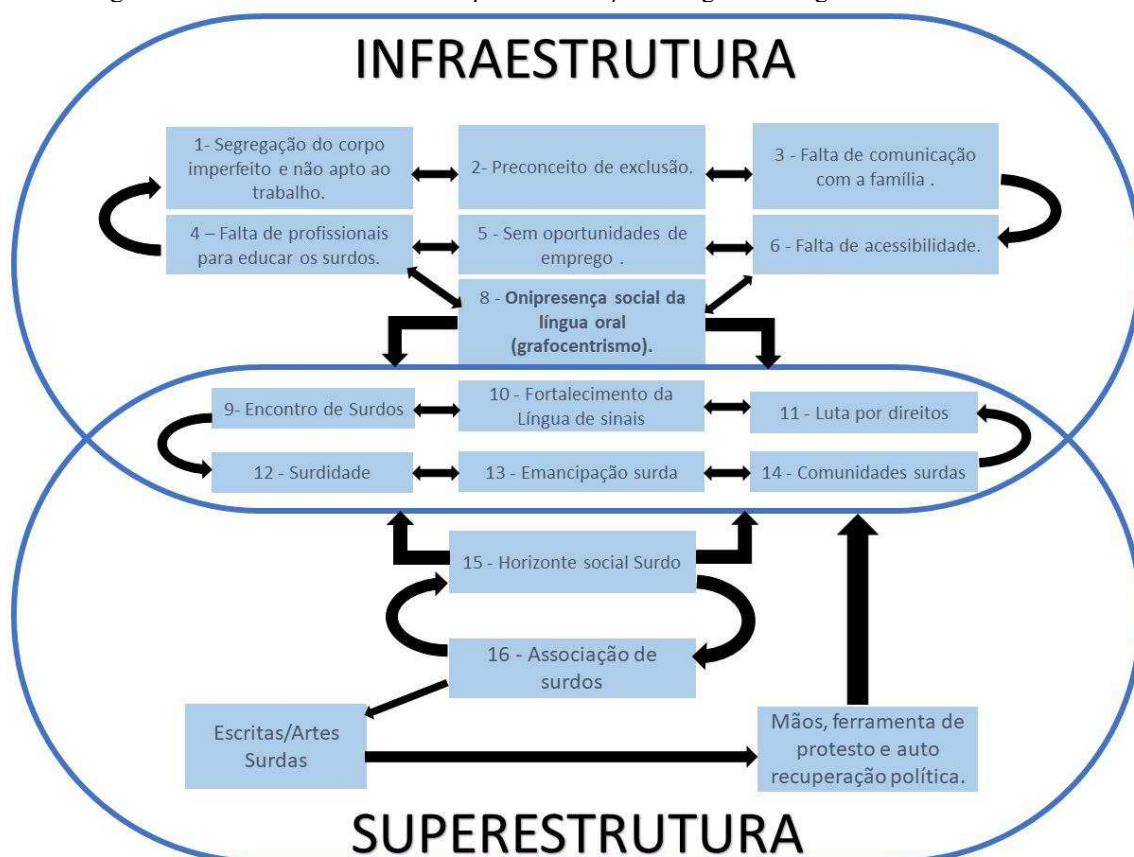 INFRAESTRUTURA
1- Segregação do corpo
imperfeito e não apto ao
trabalho.
2- Preconceito de exclusão.
3 - Falta de comunicação
com a família .
4 – Falta de profissionais
para educar os surdos.
5 - Sem oportunidades de
emprego .
6 - Falta de acessibilidade.
8 - Onipresença social da
língua oral
(grafocentrismo).
9- Encontro de Surdos
10 - Fortalecimento da
Língua de sinais
11 - Luta por direitos
12 - Surdidade
13 - Emancipação surda
14 - Comunidades surdas
15 - Horizonte social Surdo
16 - Associação de
surdos
Escritas/Artes
Surdas
Mãos, ferramenta de
protesto e auto
recuperação política.
SUPERESTRUTURA